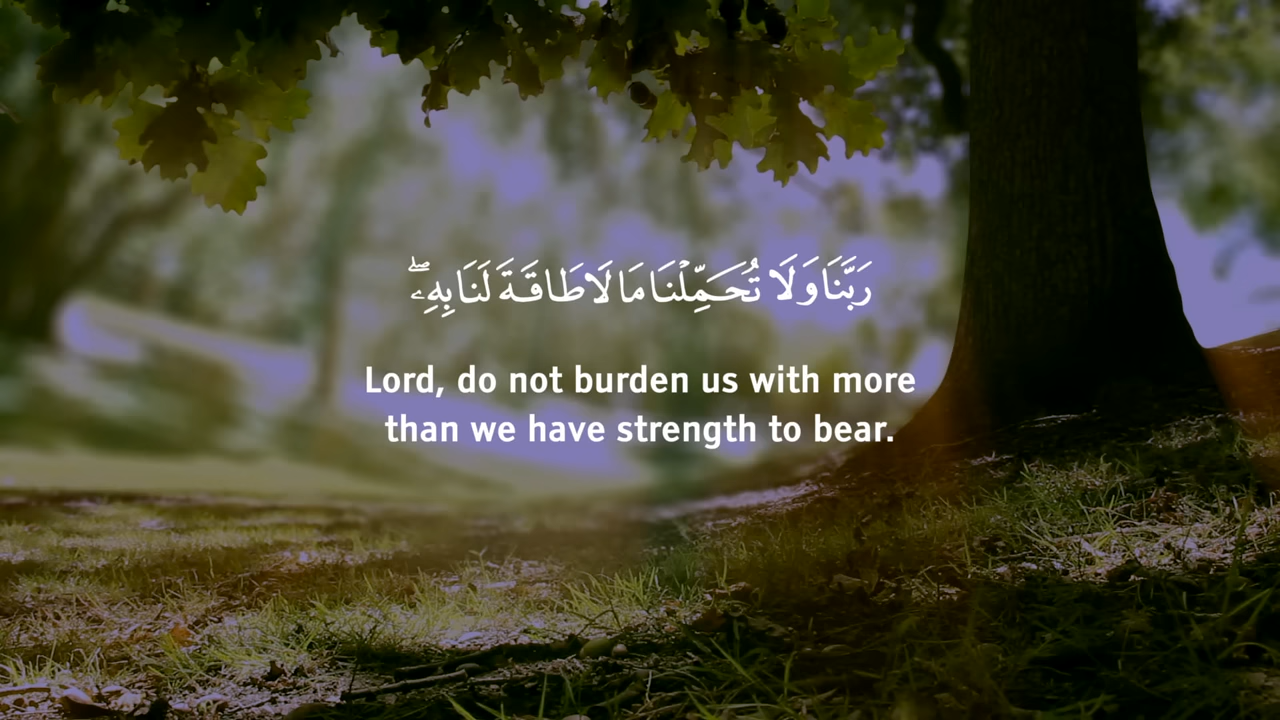 رَبَّنَا وَلَا تُحَمِّلْنَا مَا لَا طَاقَةَ لَنَا بِهِۦۖ
Lord, do not burden us with more
than we have strength to bear.